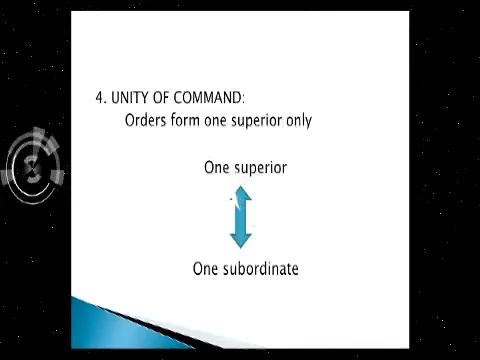 4. UNITY OF COMMAND:
Orders form one superior only
One superior
One subordinate